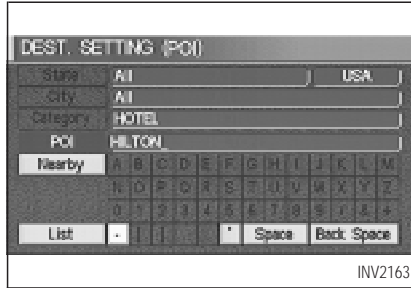 DEST. SETTING (POI)
State All USA
City All
Category HOTEL
POI HILTON_
Nearby A B C D E F G H I J K L M
N O P Q R S T U V W X Y Z
0 1 2 3 4 5 6 7 8 9 / & +
List - ' Space Back Space
INV2163